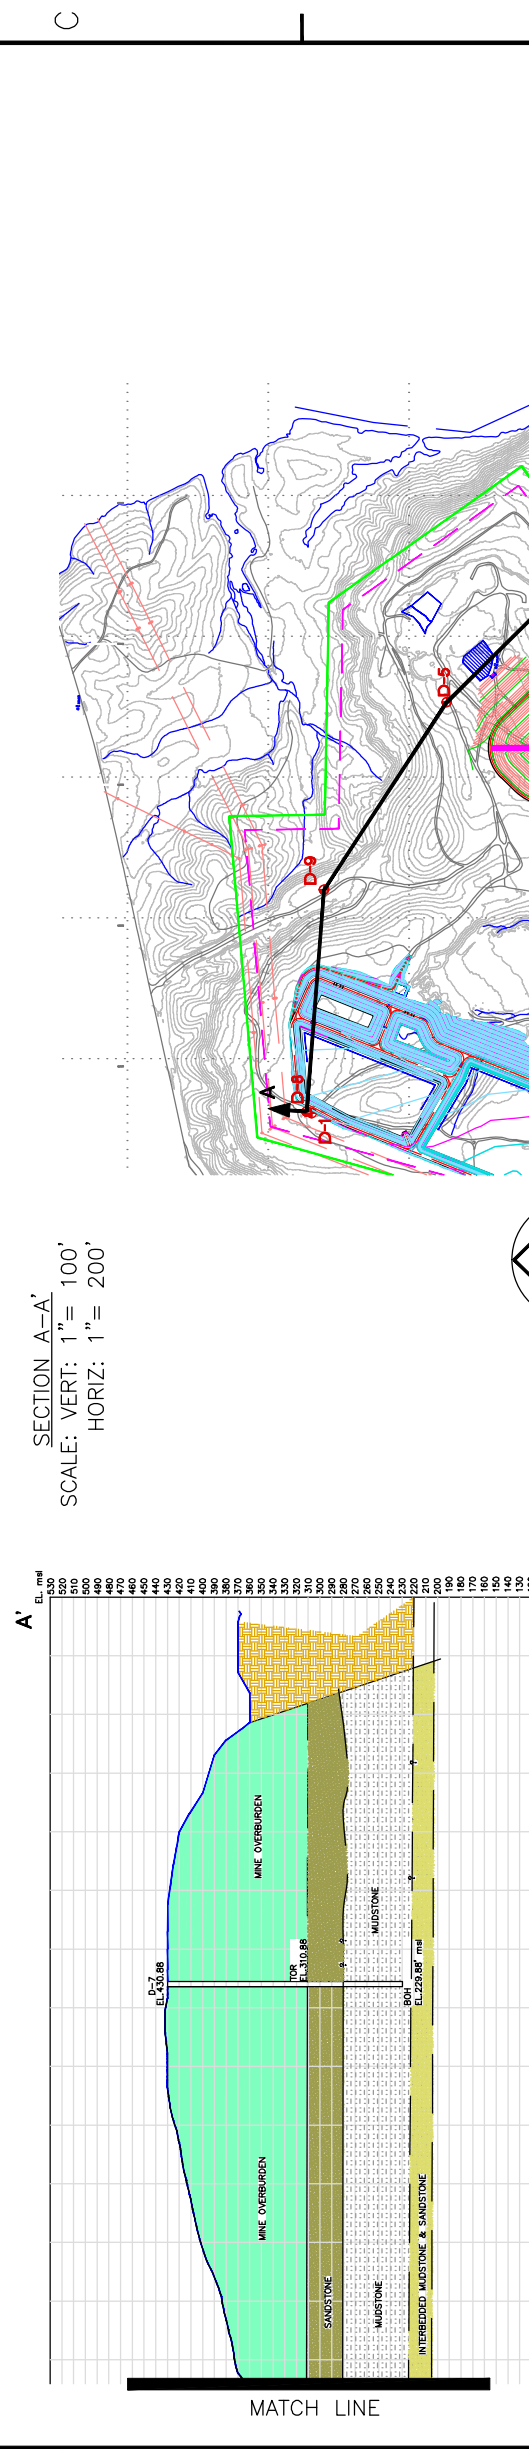 C
D-5
D-9
A
D-8
D-1
SECTION A-A'
SCALE: VERT: 1"= 100'
HORIZ: 1"= 200'
A'
EL. msl
530
520
510
500
490
480
470
460
450
440
430
420
410
400
390
380
370
360
350
340
330
320
310
300
290
280
270
260
250
240
230
220
210
200
190
180
170
160
150
140
130
MINE OVERBURDEN
MUDSTONE
?
?
?
?
D-7
EL.430.88
TOR
EL.310.88
BOH
EL.229.88' msl
MINE OVERBURDEN
SANDSTONE
MUDSTONE
INTERBEDDED MUDSTONE & SANDSTONE
MATCH LINE